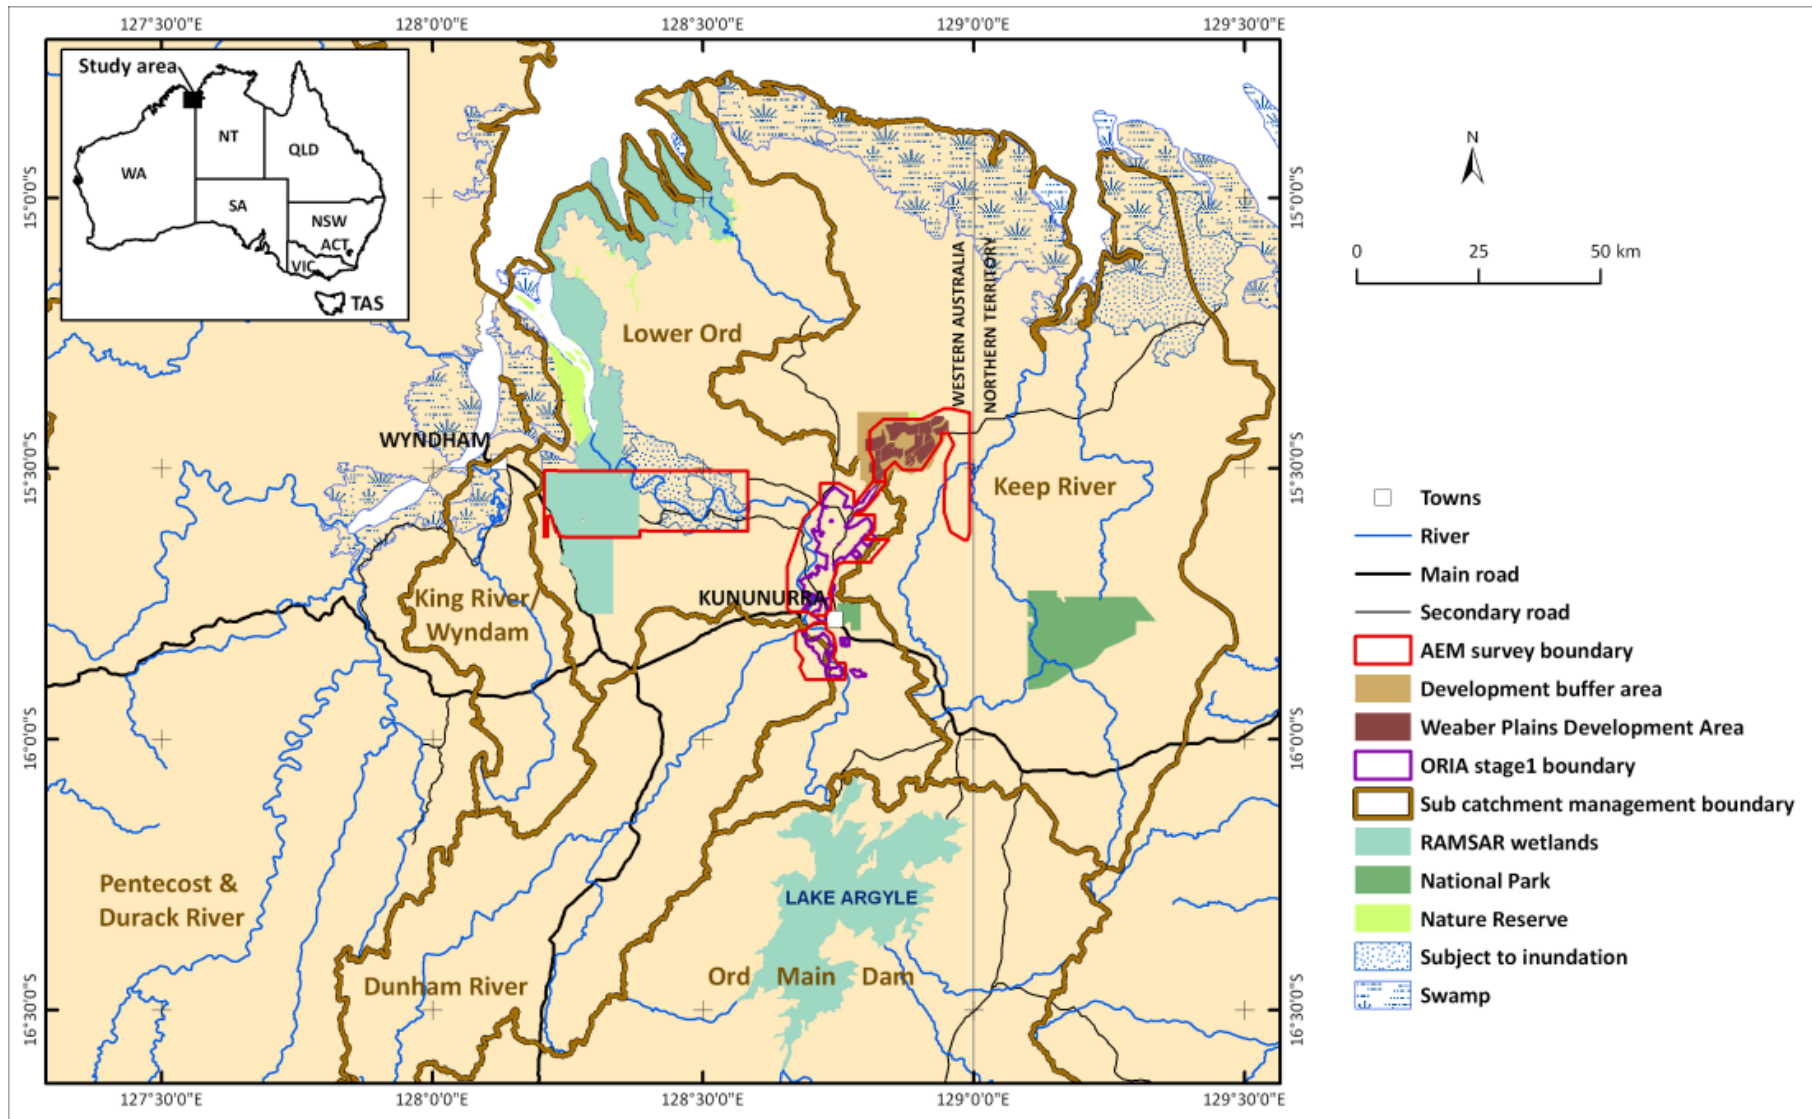 127°30'0"E
128°0'0"E
128°30'0"E
129°0'0"E
129°30'0"E
Study area
WA
NT
QLD
SA
NSW
ACT
VIC
TAS
N
0
25
50 km
15°0'0"S
15°0'0"S
WESTERN AUSTRALIA
NORTHERN TERRITORY
Lower Ord
WYNDHAM
15°30'0"S
15°30'0"S
Keep River
KUNUNURRA
King River/
Wyndam
16°0'0"S
16°0'0"S
Pentecost &
Durack River
LAKE ARGYLE
Dunham River
Ord Main Dam
16°30'0"S
16°30'0"S
127°30'0"E
128°0'0"E
128°30'0"E
129°0'0"E
129°30'0"E
Towns
River
Main road
Secondary road
AEM survey boundary
Development buffer area
Weaber Plains Development Area
ORIA stage1 boundary
Sub catchment management boundary
RAMSAR wetlands
National Park
Nature Reserve
Subject to inundation
Swamp